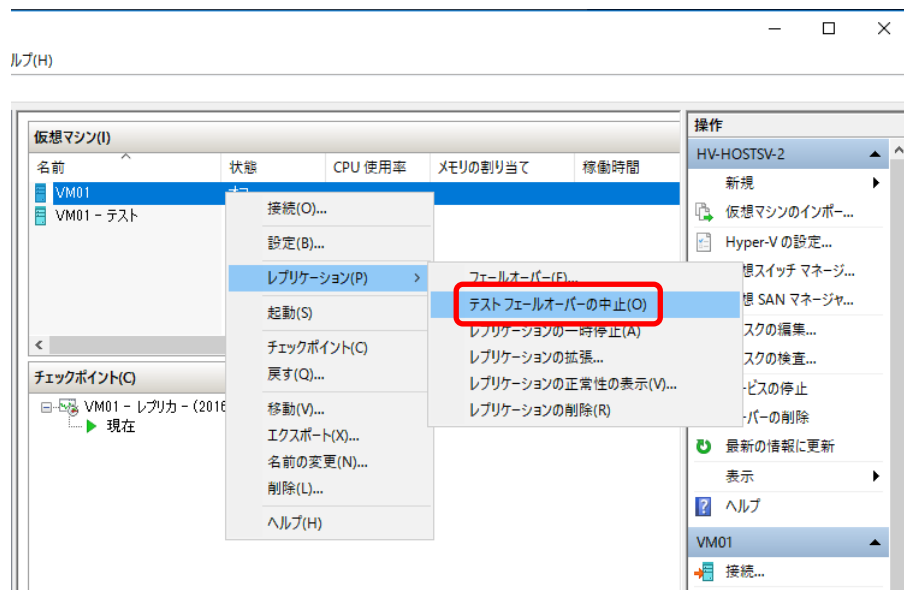 ルプ(H)
仮想マシン(I)
名前 状態 CPU 使用率 メモリの割り当て 稼働時間
VM01
VM01 - テスト
接続(O)...
設定(B)...
レプリケーション(P)
起動(S)
チェックポイント(C)
戻す(Q)...
移動(V)...
エクスポート(X)...
名前の変更(N)...
削除(L)...
ヘルプ(H)
フェールオーバー(F)...
テスト フェールオーバーの中止(O)
レプリケーションの一時停止(A)
レプリケーションの拡張...
レプリケーションの正常性の表示(V)...
レプリケーションの削除(R)
チェックポイント(C)
VM01 - レプリカ - (2016
現在
操作
HV-HOSTSV-2
新規
仮想マシンのインポー...
Hyper-V の設定...
想スイッチ マネージ...
想 SAN マネージャ...
スクの編集...
スクの検査...
ービスの停止
ーバーの削除
最新の情報に更新
表示
ヘルプ
VM01
接続...